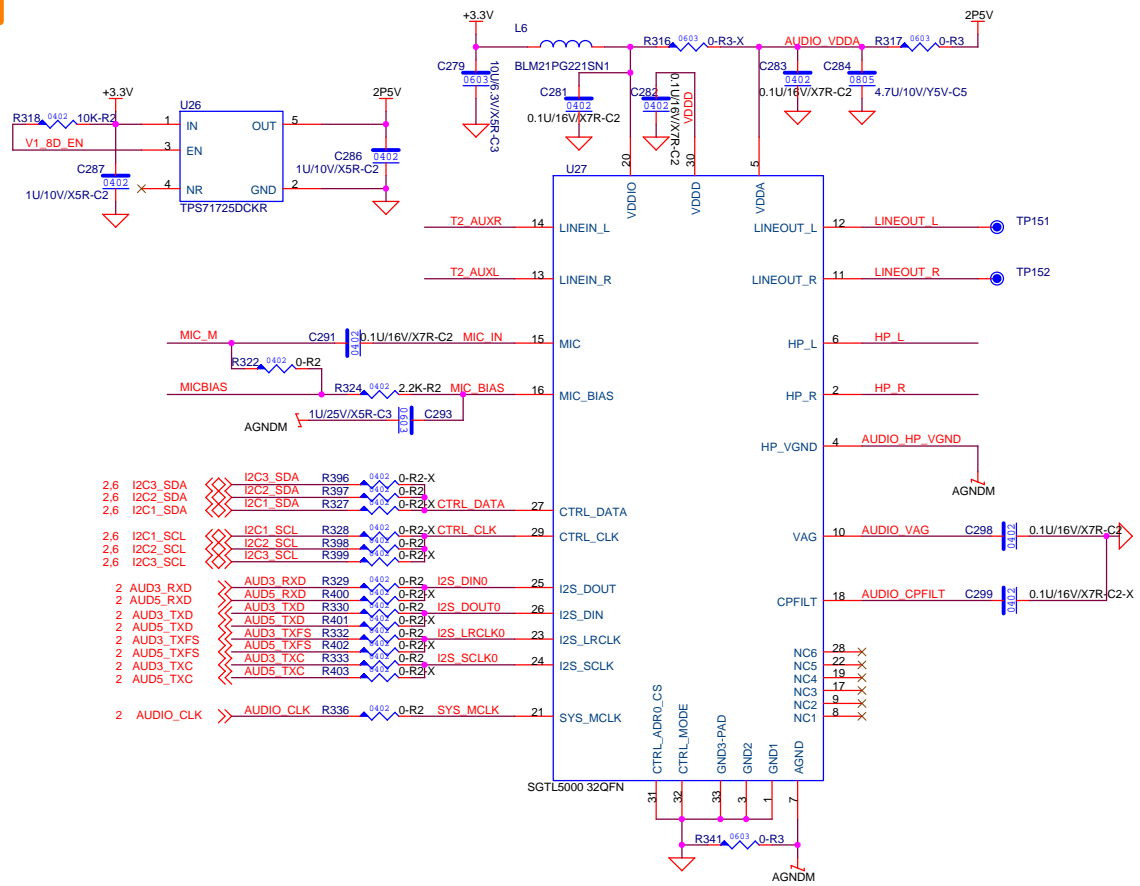 +3.3V
L6
BLM21PG221SN1
R316 0603 0-R3-X
AUDIO_VDDA
R317 0603 0-R3
2P5V
C279
0603
10U/6.3V/X5R-C3
C281
0402
0.1U/16V/X7R-C2
C282
0402
0.1U/16V/X7R-C2
VDDD
C283
0402
0.1U/16V/X7R-C2
C284
0805
4.7U/10V/Y5V-C5
+3.3V
R318 0402 10K-R2
V1_8D_EN
C287
0402
1U/10V/X5R-C2
U26
1 IN
3 EN
4 NR
OUT 5
GND 2
TPS71725DCKR
2P5V
C286
0402
1U/10V/X5R-C2
U27
20 VDDIO
30 VDDD
5 VDDA
T2_AUXR 14 LINEIN_L
T2_AUXL 13 LINEIN_R
MIC_M
C291
0402
0.1U/16V/X7R-C2
MIC_IN 15 MIC
R322 0402 0-R2
MICBIAS
R324 0402 2.2K-R2
MIC_BIAS 16 MIC_BIAS
AGNDM
1U/25V/X5R-C3
0603
C293
2,6 I2C3_SDA I2C3_SDA R396 0402 0-R2-X
2,6 I2C2_SDA I2C2_SDA R397 0402 0-R2
2,6 I2C1_SDA I2C1_SDA R327 0402 0-R2-X CTRL_DATA 27 CTRL_DATA
2,6 I2C1_SCL I2C1_SCL R328 0402 0-R2-X CTRL_CLK 29 CTRL_CLK
2,6 I2C2_SCL I2C2_SCL R398 0402 0-R2
2,6 I2C3_SCL I2C3_SCL R399 0402 0-R2-X
2 AUD3_RXD AUD3_RXD R329 0402 0-R2 I2S_DIN0 25 I2S_DOUT
2 AUD5_RXD AUD5_RXD R400 0402 0-R2-X
2 AUD3_TXD AUD3_TXD R330 0402 0-R2 I2S_DOUT0 26 I2S_DIN
2 AUD5_TXD AUD5_TXD R401 0402 0-R2-X
2 AUD3_TXFS AUD3_TXFS R332 0402 0-R2 I2S_LRCLK0 23 I2S_LRCLK
2 AUD5_TXFS AUD5_TXFS R402 0402 0-R2-X
2 AUD3_TXC AUD3_TXC R333 0402 0-R2 I2S_SCLK0 24 I2S_SCLK
2 AUD5_TXC AUD5_TXC R403 0402 0-R2-X
2 AUDIO_CLK AUDIO_CLK R336 0402 0-R2 SYS_MCLK 21 SYS_MCLK
LINEOUT_L 12 LINEOUT_L TP151
LINEOUT_R 11 LINEOUT_R TP152
HP_L 6 HP_L
HP_R 2 HP_R
HP_VGND 4 AUDIO_HP_VGND
AGNDM
VAG 10 AUDIO_VAG C298 0402 0.1U/16V/X7R-C2
CPFILT 18 AUDIO_CPFILT C299 0402 0.1U/16V/X7R-C2-X
NC6 28
NC5 22
NC4 19
NC3 17
NC2 9
NC1 8
CTRL_ADR0_CS 31
CTRL_MODE 32
GND3-PAD 33
GND2 3
GND1 1
AGND 7
SGTL5000 32QFN
R341 0603 0-R3
AGNDM